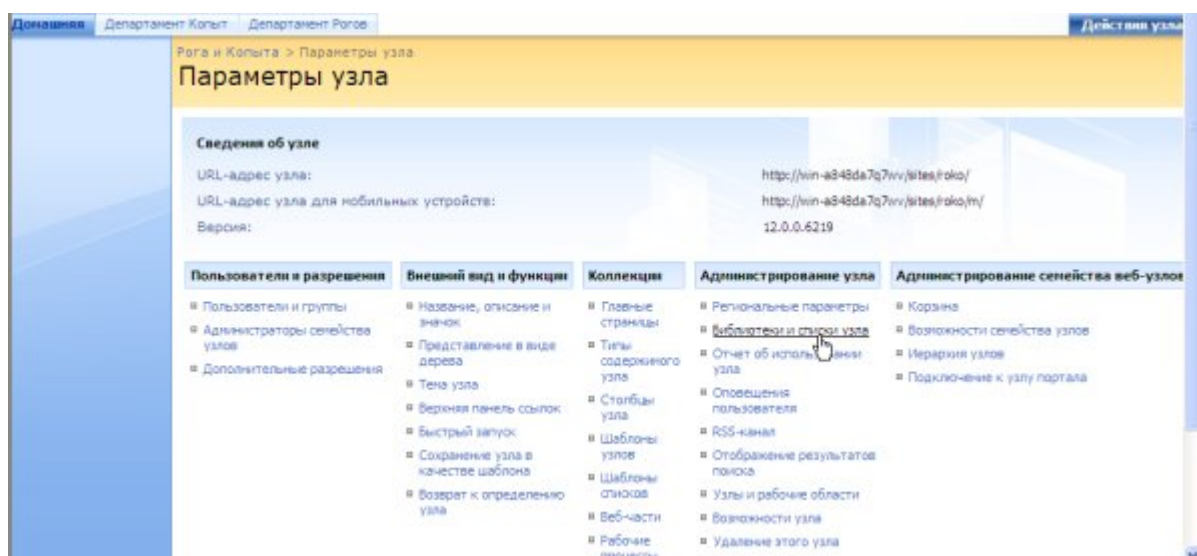 Домашняя Департамент Копыт Департамент Рогов Действия узла
Рога и Копыта > Параметры узла
Параметры узла
Сведения об узле
URL-адрес узла: http://win-a848da7q7wv/sites/roko/
URL-адрес узла для мобильных устройств: http://win-a848da7q7wv/sites/roko/m/
Версия: 12.0.0.6219
Пользователи и разрешения
Пользователи и группы
Администраторы семейства
узлов
Дополнительные разрешения
Внешний вид и функции
Название, описание и
значок
Представление в виде
дерева
Тема узла
Верхняя панель ссылок
Быстрый запуск
Сохранение узла в
качестве шаблона
Возврат к определению
узла
Коллекции
Главные
страницы
Типы
содержимого
узла
Столбцы
узла
Шаблоны
узлов
Шаблоны
списков
Веб-части
Рабочие
процессы
Администрирование узла
Региональные параметры
Библиотеки и списки узла
Отчет об использовании
узла
Оповещения
пользователя
RSS-канал
Отображение результатов
поиска
Узлы и рабочие области
Возможности узла
Удаление этого узла
Администрирование семейства веб-узлов
Корзина
Возможности семейства узлов
Иерархия узлов
Подключение к узлу портала